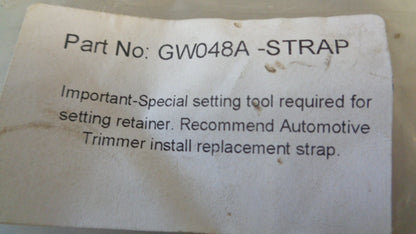 Part No: GW048A -STRAP
Important-Special setting tool required for
setting retainer. Recommend Automotive
Trimmer install replacement strap.